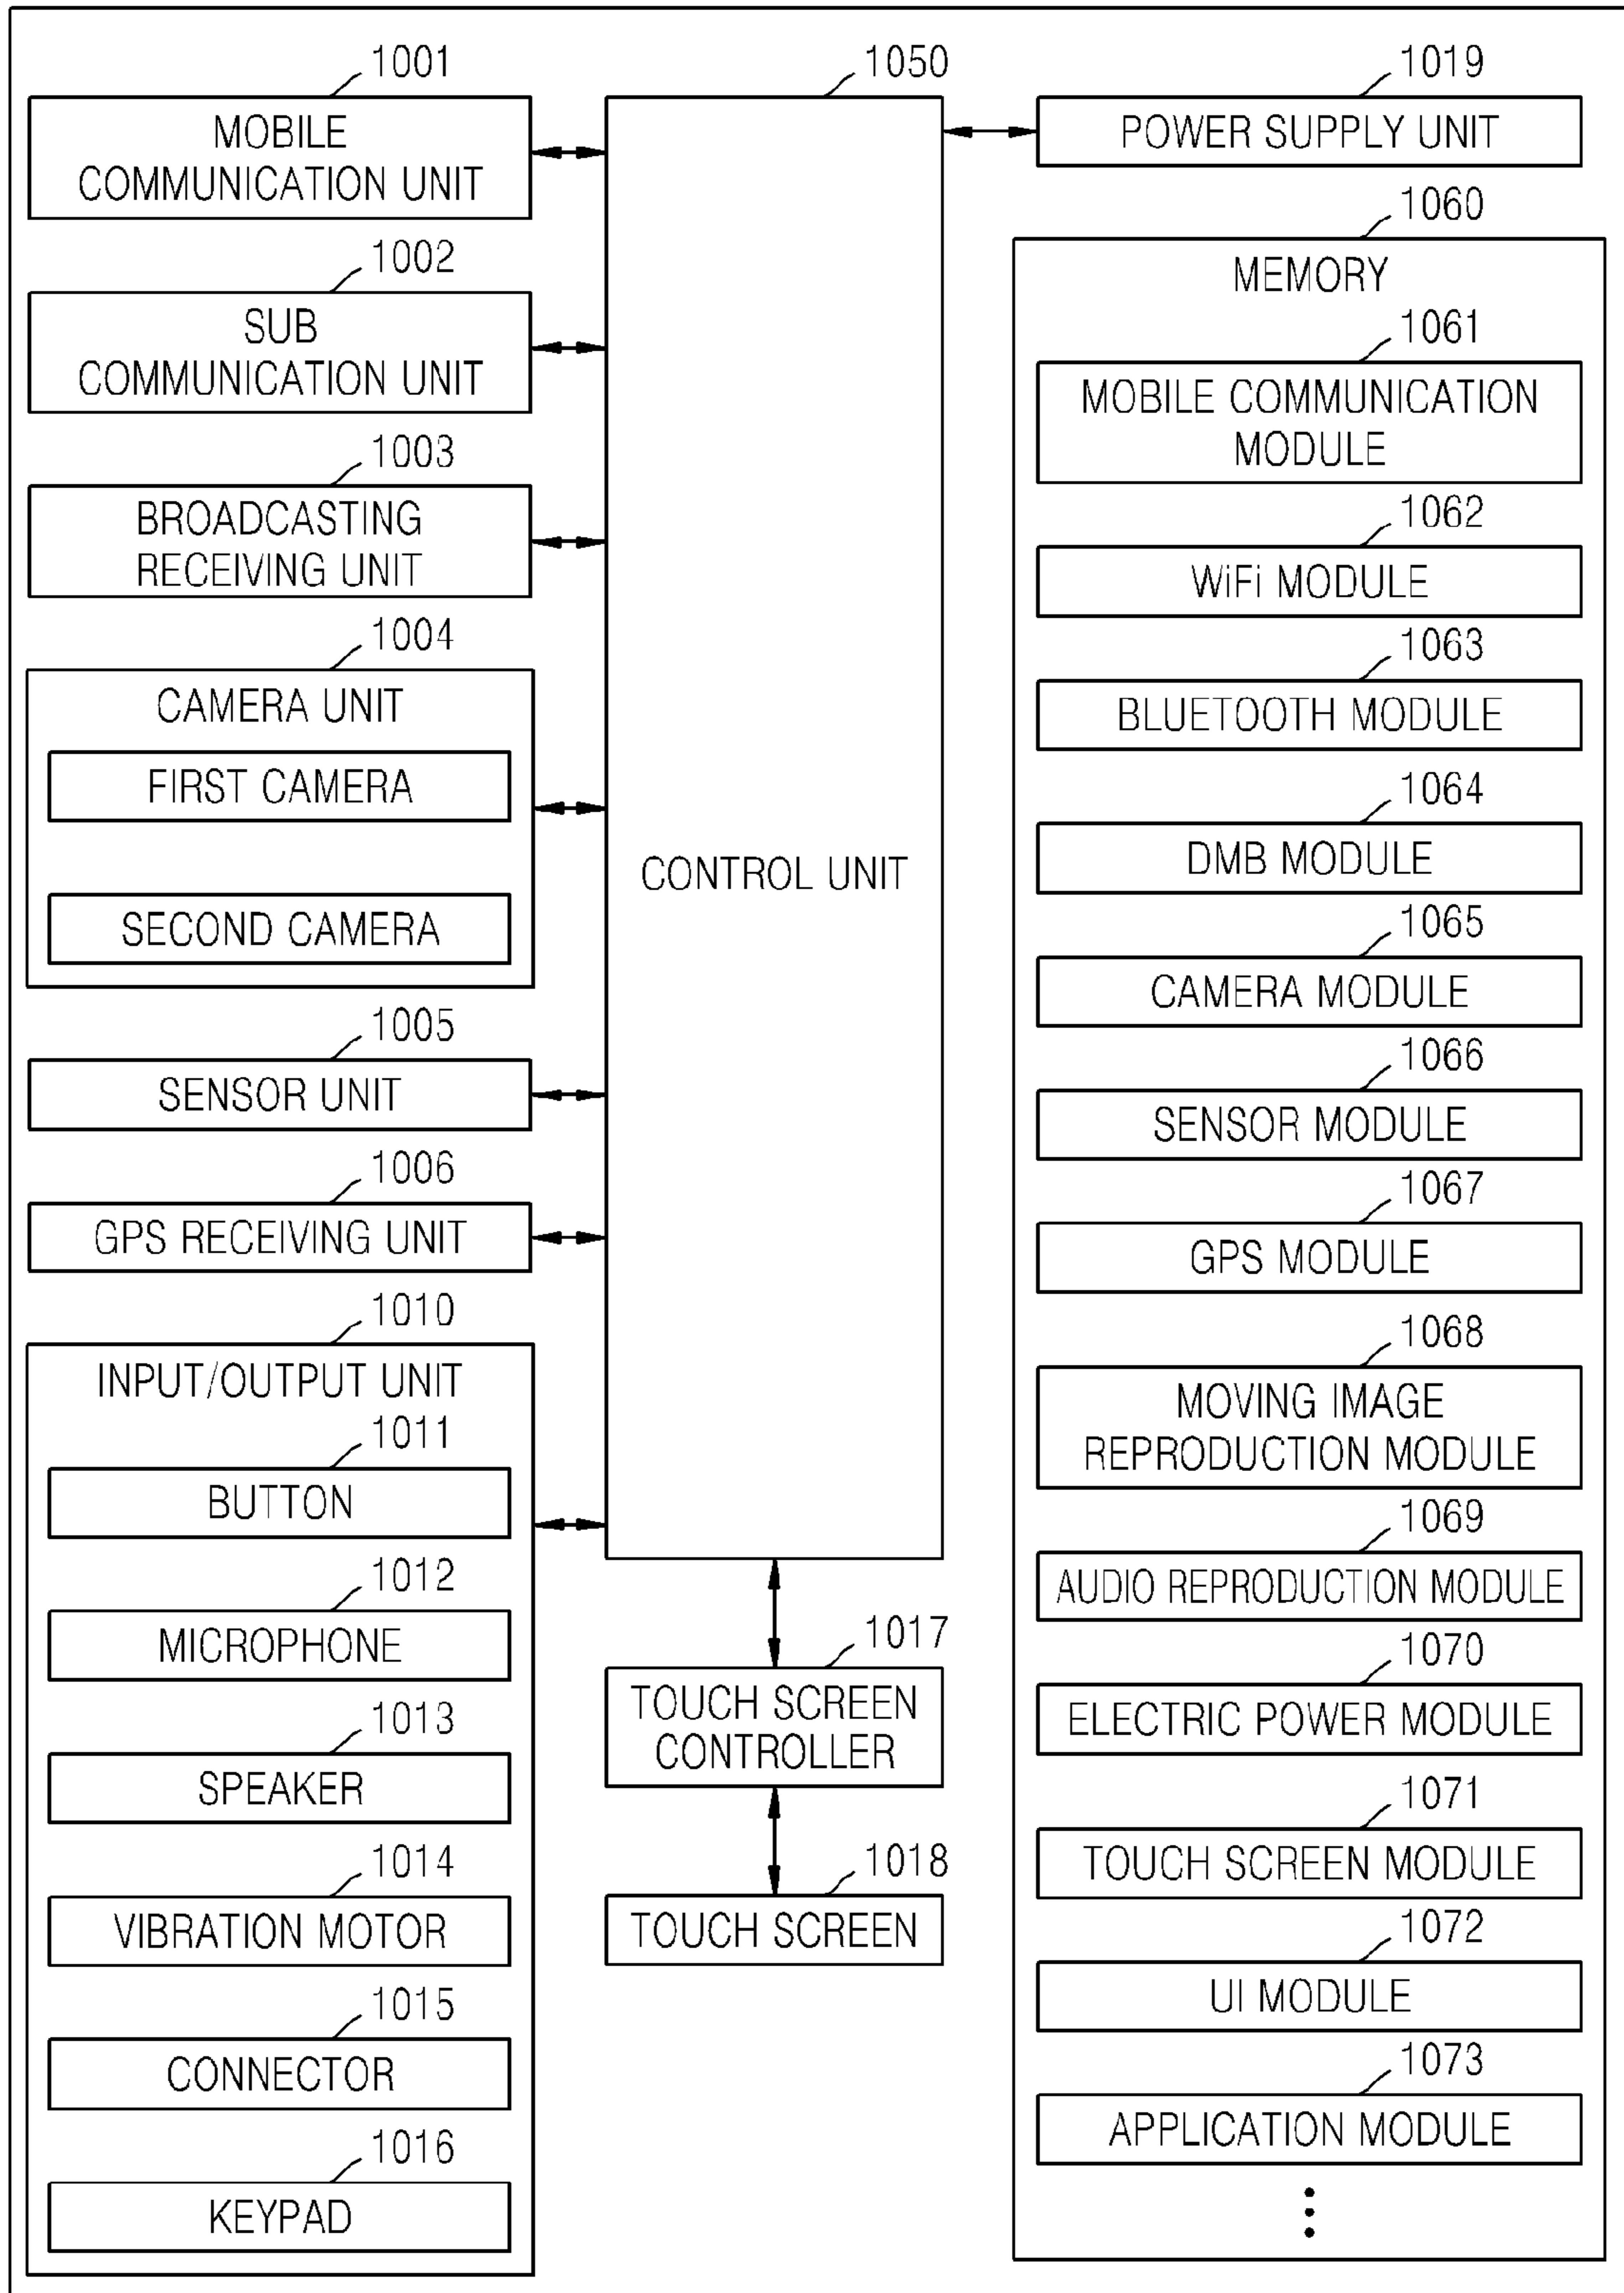 1001
MOBILE
COMMUNICATION UNIT
1002
SUB
COMMUNICATION UNIT
1003
BROADCASTING
RECEIVING UNIT
1004
CAMERA UNIT
FIRST CAMERA
SECOND CAMERA
1005
SENSOR UNIT
1006
GPS RECEIVING UNIT
1010
INPUT/OUTPUT UNIT
1011
BUTTON
1012
MICROPHONE
1013
SPEAKER
1014
VIBRATION MOTOR
1015
CONNECTOR
1016
KEYPAD
1050
CONTROL UNIT
1017
TOUCH SCREEN
CONTROLLER
1018
TOUCH SCREEN
1019
POWER SUPPLY UNIT
1060
MEMORY
1061
MOBILE COMMUNICATION
MODULE
1062
WiFi MODULE
1063
BLUETOOTH MODULE
1064
DMB MODULE
1065
CAMERA MODULE
1066
SENSOR MODULE
1067
GPS MODULE
1068
MOVING IMAGE
REPRODUCTION MODULE
1069
AUDIO REPRODUCTION MODULE
1070
ELECTRIC POWER MODULE
1071
TOUCH SCREEN MODULE
1072
UI MODULE
1073
APPLICATION MODULE